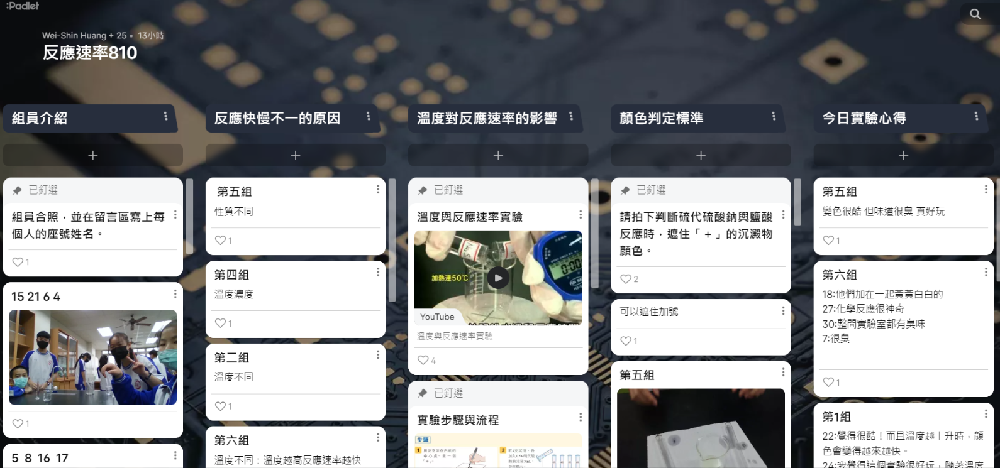 :Padlet
Wei-Shin Huang + 25 • 13小時
反應速率810
組員介紹
已釘選
組員合照，並在留言區寫上每
個人的座號姓名。
1
15 21 6 4
1
5 8 16 17
反應快慢不一的原因
第五組
性質不同
1
第四組
溫度濃度
1
第二組
溫度不同
1
第六組
溫度不同：溫度越高反應速率越快
溫度對反應速率的影響
已釘選
溫度與反應速率實驗
加熱達50°C
YouTube
溫度與反應速率實驗
4
已釘選
實驗步驟與流程
步驟
1
2
顏色判定標準
已釘選
請拍下判斷硫代硫酸鈉與鹽酸
反應時，遮住「 + 」的沉澱物
顏色。
2
可以遮住加號
1
第五組
今日實驗心得
第五組
變色很酷 但味道很臭 真好玩
1
第六組
18:他們加在一起黃黃白白的
27:化學反應很神奇
30:整間實驗室都有臭味
7:很臭
1
第1組
22:覺得很酷！而且溫度越上升時，顏
色會變得越來越快。
24:我覺得這個實驗很好玩，隨著溫度